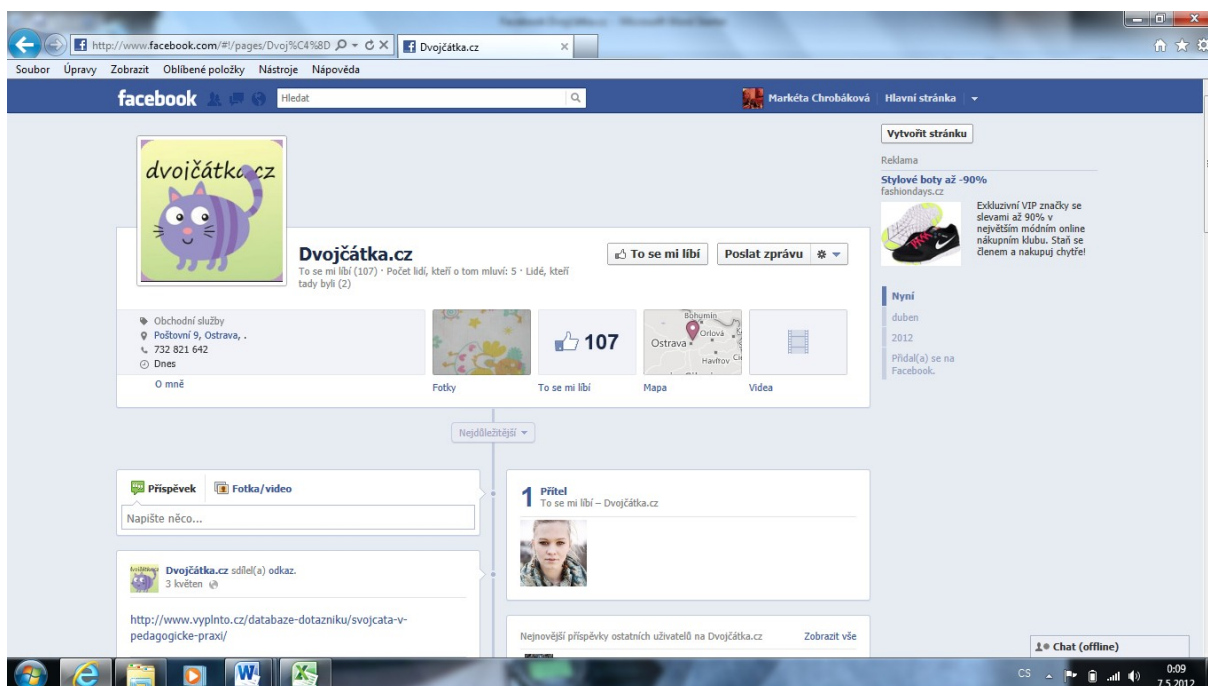 http://www.facebook.com/#!/pages/Dvoj%C4%8D
Dvojčátka.cz
Soubor Úpravy Zobrazit Oblíbené položky Nástroje Nápověda
facebook
Hledat
Markéta Chrobáková
Hlavní stránka
dvojčátka.cz
Dvojčátka.cz
To se mi líbí (107) · Počet lidí, kteří o tom mluví: 5 · Lidé, kteří
tady byli (2)
To se mi líbí
Poslat zprávu
Obchodní služby
Poštovní 9, Ostrava, .
732 821 642
Dnes
O mně
Fotky
107
To se mi líbí
Bohumín
Orlová
Ostrava
Havířov
Mapa
Videa
Nejdůležitější
Příspěvek
Fotka/video
Napište něco...
Dvojčátka.cz sdílel(a) odkaz.
3 květen
http://www.vyplnto.cz/databaze-dotazniku/svojcata-v-
pedagogicke-praxi/
1 Přítel
To se mi líbí – Dvojčátka.cz
Nejnovější příspěvky ostatních uživatelů na Dvojčátka.cz
Zobrazit vše
Vytvořit stránku
Reklama
Stylové boty až -90%
fashiondays.cz
Exkluzivní VIP značky se
slevami až 90% v
největším módním online
nákupním klubu. Staň se
členem a nakupuj chytře!
Nyní
duben
2012
Přidal(a) se na
Facebook.
Chat (offline)
CS
0:09
7.5.2012